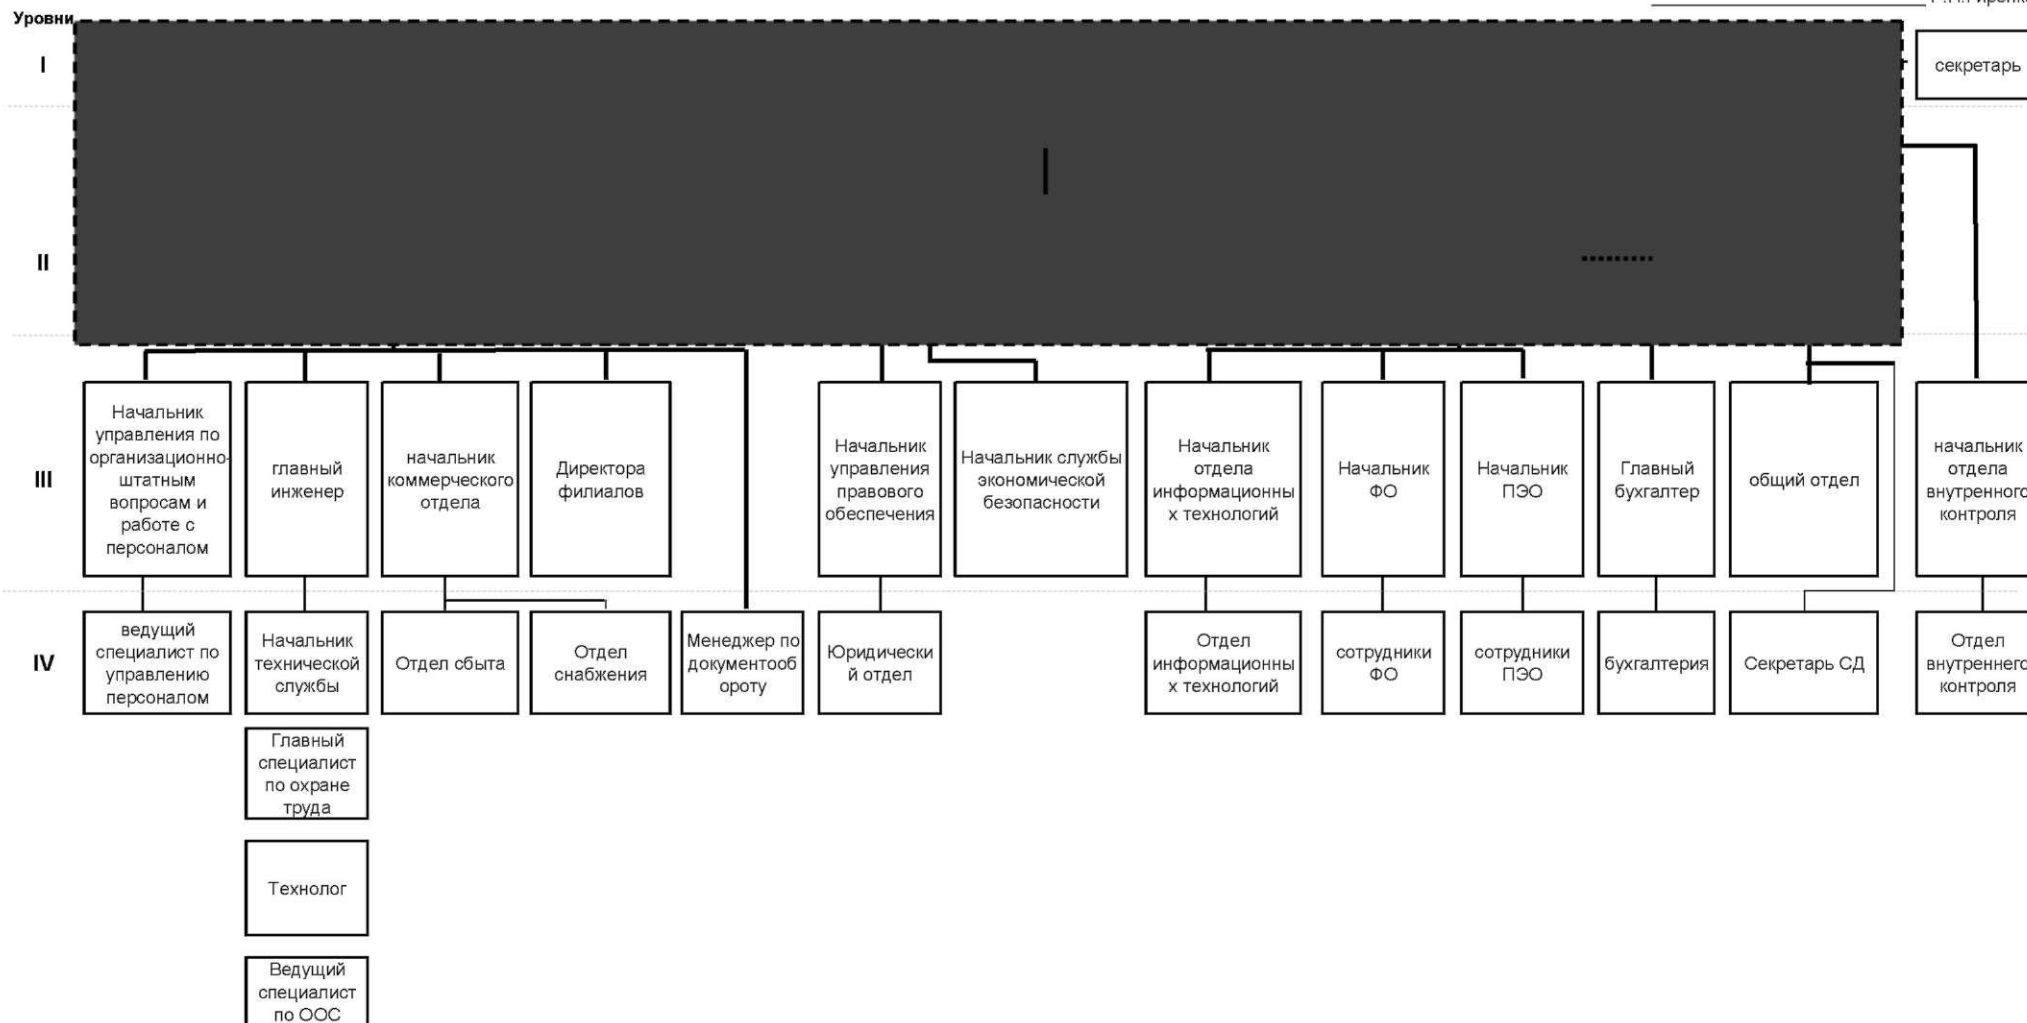 Уровни
I
секретарь
II
III
Начальник
управления по
организационно-
штатным
вопросам и
работе с
персоналом
главный
инженер
начальник
коммерческого
отдела
Директора
филиалов
Начальник
управления
правового
обеспечения
Начальник службы
экономической
безопасности
Начальник
отдела
информационны
х технологий
Начальник
ФО
Начальник
ПЭО
Главный
бухгалтер
общий отдел
начальник
отдела
внутренного
контроля
IV
ведущий
специалист по
управлению
персоналом
Начальник
технической
службы
Отдел сбыта
Отдел
снабжения
Менеджер по
документооб
ороту
Юридически
й отдел
Отдел
информационны
х технологий
сотрудники
ФО
сотрудники
ПЭО
бухгалтерия
Секретарь СД
Отдел
внутреннего
контроля
Главный
специалист
по охране
труда
Технолог
Ведущий
специалист
по ООС